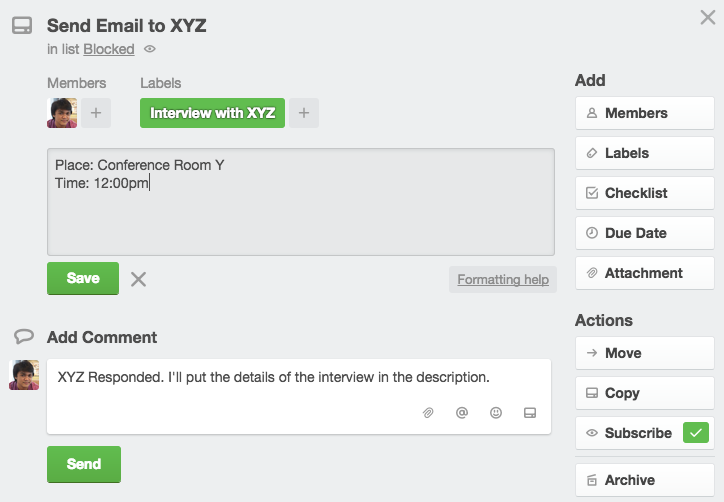 Send Email to XYZ
in list Blocked
Members
Labels
+
Interview with XYZ
+
Place: Conference Room Y
Time: 12:00pm
Save
Formatting help
Add Comment
XYZ Responded. I'll put the details of the interview in the description.
@
Send
Add
Members
Labels
Checklist
Due Date
Attachment
Actions
Move
Copy
Subscribe
Archive